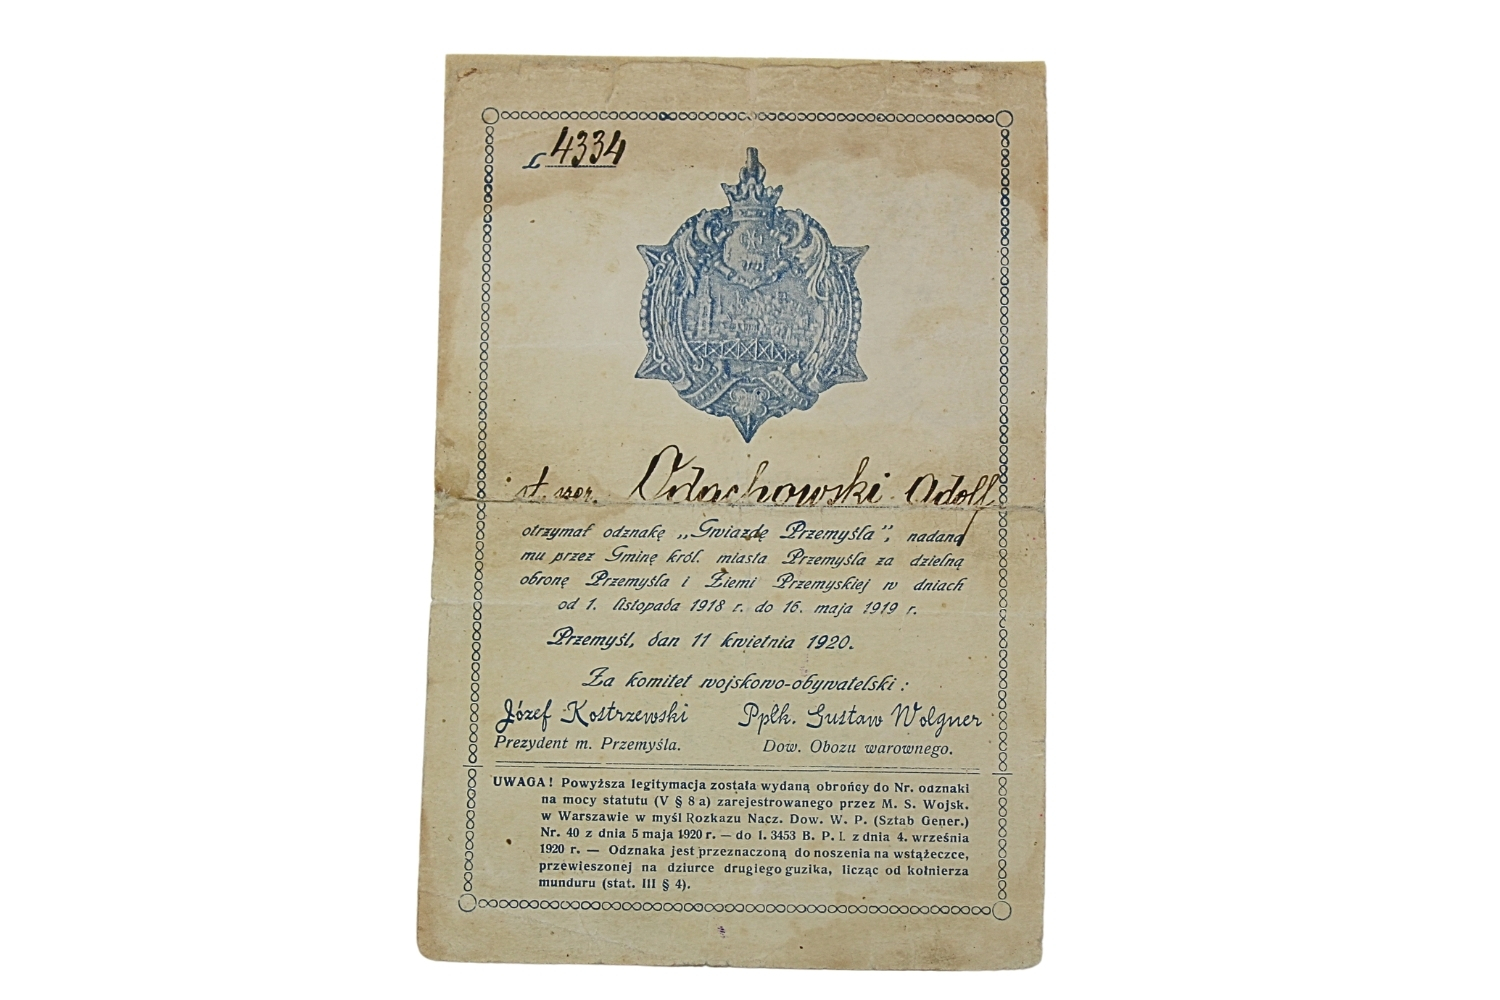 L 4334
st. szer. Odachowski Adolf
otrzymał odznakę „Gwiazdę Przemyśla”, nadaną
mu przez Gminę król. miasta Przemyśla za dzielną
obronę Przemyśla i Ziemi Przemyskiej w dniach
od 1. listopada 1918 r. do 16. maja 1919 r.
Przemyśl, dan 11 kwietnia 1920.
Za komitet wojskowo-obywatelski :
Józef Kostrzewski Ppłk. Gustaw Wolgner
Prezydent m. Przemyśla. Dow. Obozu warownego.
UWAGA! Powyższa legitymacja została wydaną obrońcy do Nr. odznaki
na mocy statutu (V § 8 a) zarejestrowanego przez M. S. Wojsk.
w Warszawie w myśl Rozkazu Nacz. Dow. W. P. (Sztab Gener.)
Nr. 40 z dnia 5 maja 1920 r. — do l. 3453 B. P. I. z dnia 4. września
1920 r. — Odznaka jest przeznaczoną do noszenia na wstążeczce,
przewieszonej na dziurce drugiego guzika, licząc od kołnierza
munduru (stat. III § 4).